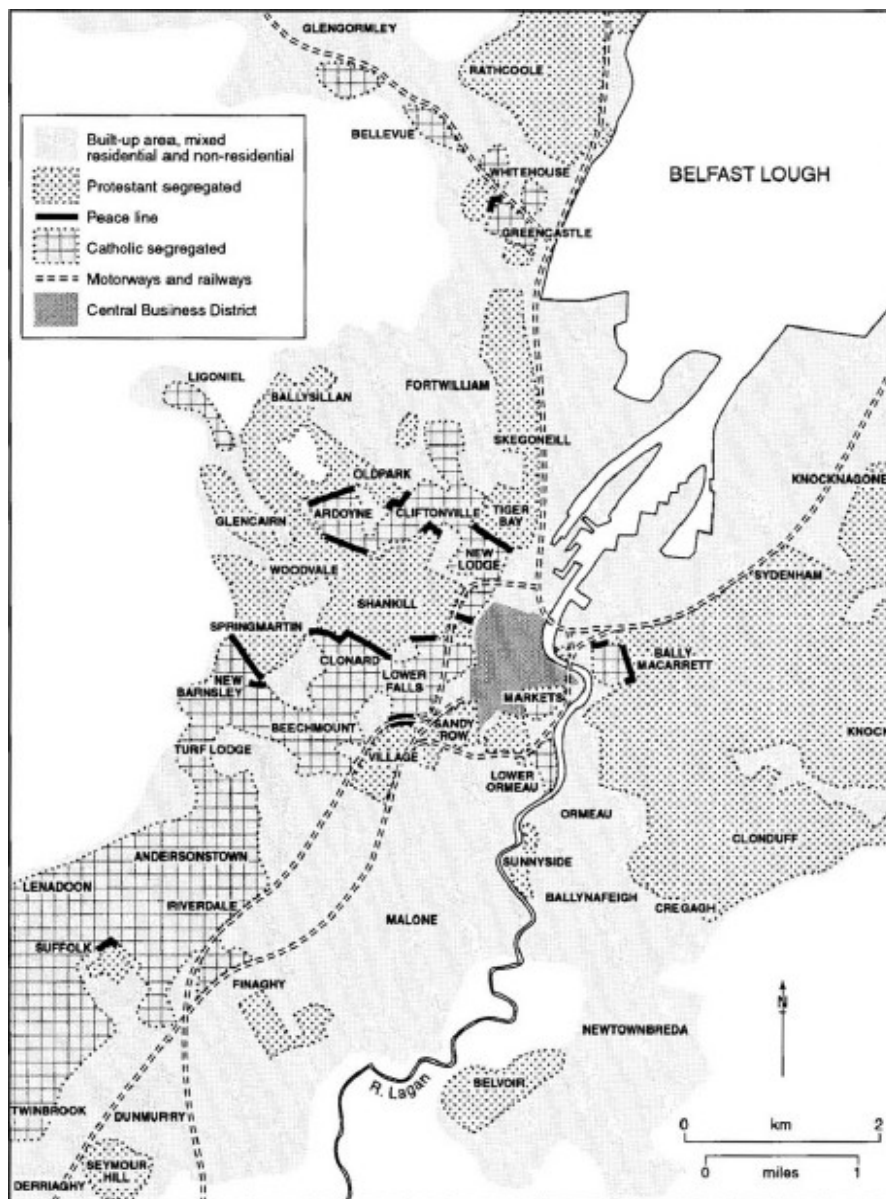 GLENGORMLEY
RATHCOOLE
BELLEVUE
WHITEHOUSE
GREENCASTLE
BELFAST LOUGH
Built-up area, mixed
residential and non-residential
Protestant segregated
Peace line
Catholic segregated
Motorways and railways
Central Business District
LIGONIEL
BALLYSILLAN
FORTWILLIAM
SKEGONEILL
OLDPARK
KNOCKNAGONE
GLENCAIRN
ARDOYNE
CLIFTONVILLE
TIGER
BAY
NEW
LODGE
WOODVALE
SYDENHAM
SHANKILL
SPRINGMARTIN
CLONARD
BALLY-
MACARRETT
NEW
BARNSLEY
LOWER
FALLS
MARKETS
BEECHMOUNT
SANDY
ROW
KNOCK
TURF LODGE
VILLAGE
LOWER
ORMEAU
ORMEAU
CLONDUFF
ANDERSONSTOWN
SUNNYSIDE
LENADOON
RIVERDALE
BALLYNAFEIGH
CREGAGH
MALONE
SUFFOLK
FINAGHY
N
NEWTOWNBREDA
SELVOIR
R. Lagan
TWINBROOK
DUNMURRY
0 km 2
SEYMOUR
HILL
0 miles 1
DERRIAGHY